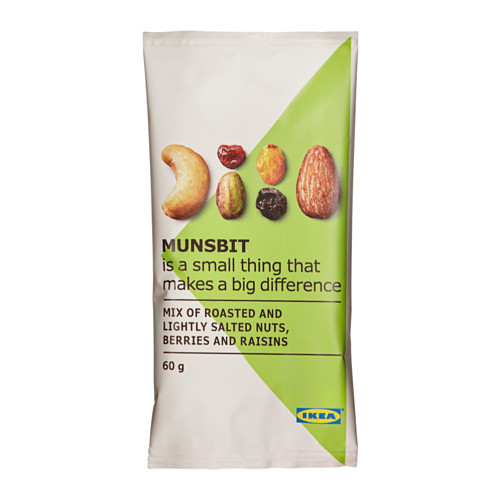 MUNSBIT
is a small thing that
makes a big difference
MIX OF ROASTED AND
LIGHTLY SALTED NUTS,
BERRIES AND RAISINS
60 g
IKEA